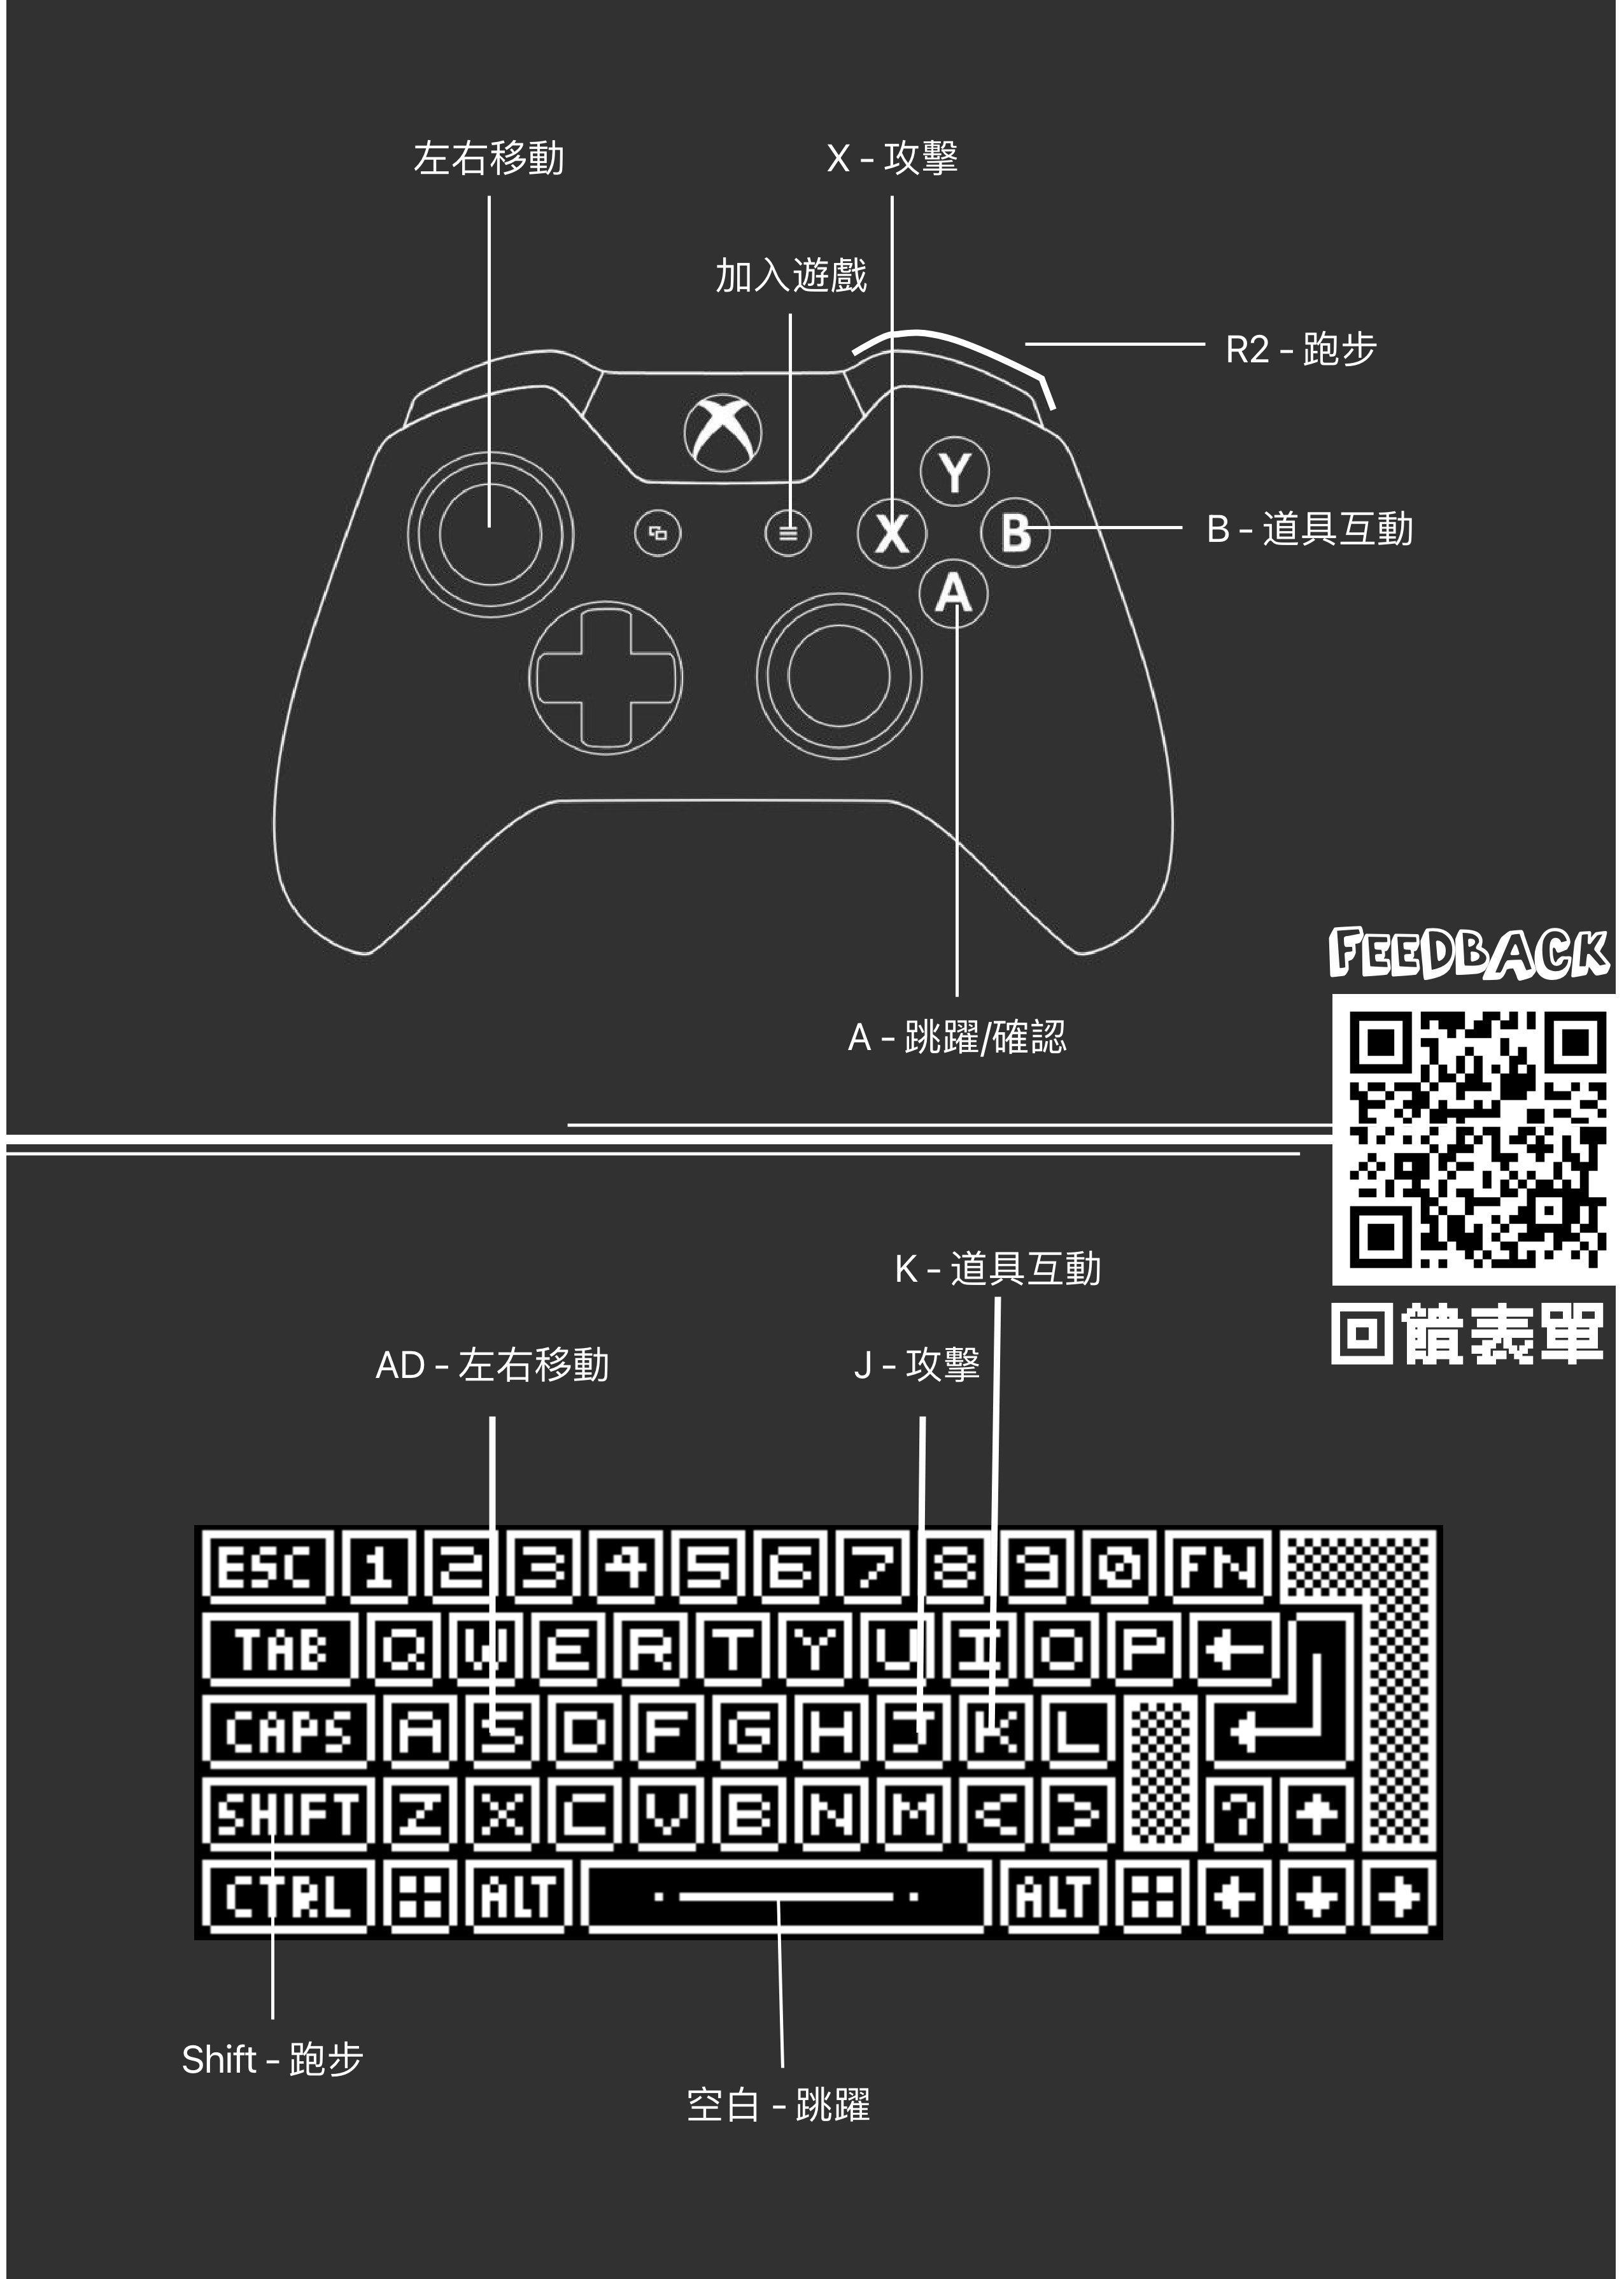 左右移動
X - 攻擊
加入遊戲
R2 - 跑步
Y
X
B
B - 道具互動
A
A - 跳躍/確認
FEEDBACK
回饋表單
K - 道具互動
AD - 左右移動
J - 攻擊
ESC 1 2 3 4 5 6 7 8 9 0 FN
TAB Q W E R T Y U I O P
CAPS A S D F G H J K L
SHIFT Z X C V B N M < > ?
CTRL ALT ALT
Shift - 跑步
空白 - 跳躍